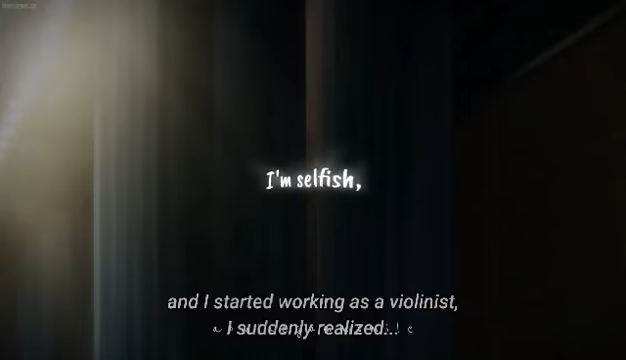 I'm selfish,
and I started working as a violinist,
I suddenly realized...